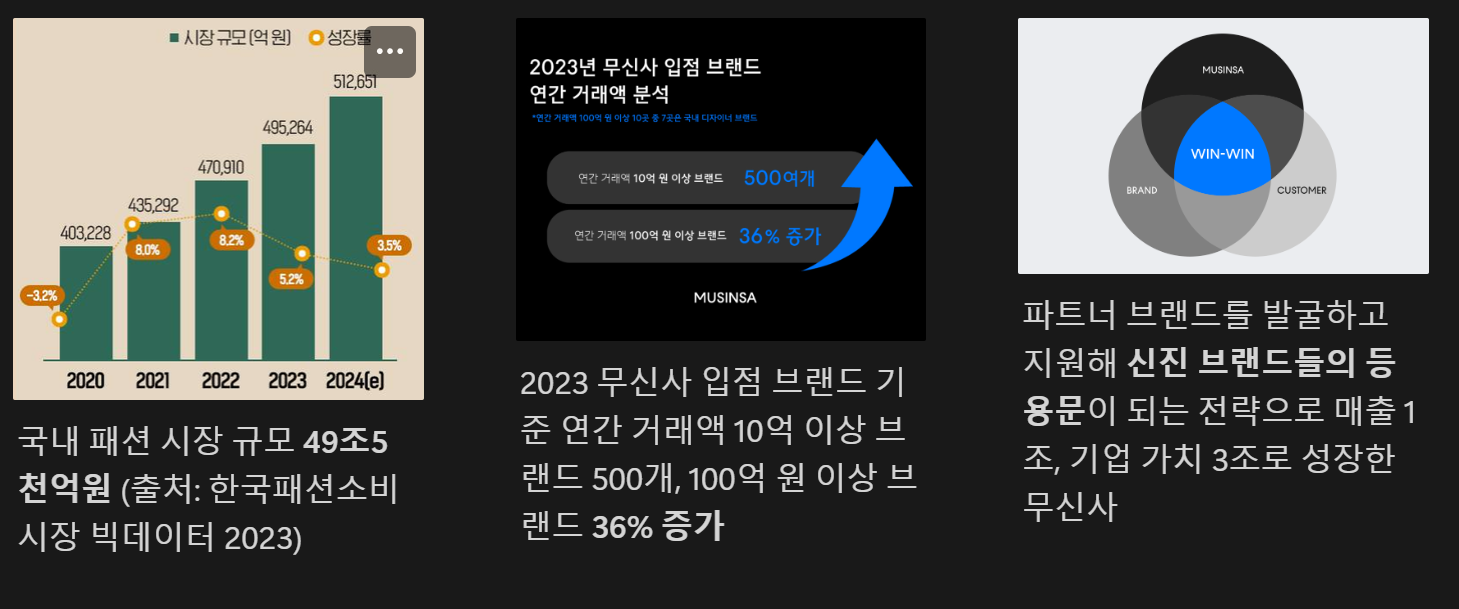 시장 규모(억 원) 성장률
512,651
495,264
470,910
435,292
403,228
8.0%
8.2%
5.2%
3.5%
-3.2%
2020 2021 2022 2023 2024(e)
국내 패션 시장 규모 49조5
천억원 (출처: 한국패션소비
시장 빅데이터 2023)
2023년 무신사 입점 브랜드
연간 거래액 분석
*연간 거래액 100억 원 이상 10곳 중 7곳은 국내 디자이너 브랜드
연간 거래액 10억 원 이상 브랜드 500여개
연간 거래액 100억 원 이상 브랜드 36% 증가
MUSINSA
2023 무신사 입점 브랜드 기
준 연간 거래액 10억 이상 브
랜드 500개, 100억 원 이상 브
랜드 36% 증가
MUSINSA
WIN-WIN
BRAND
CUSTOMER
파트너 브랜드를 발굴하고
지원해 신진 브랜드들의 등
용문이 되는 전략으로 매출 1
조, 기업 가치 3조로 성장한
무신사